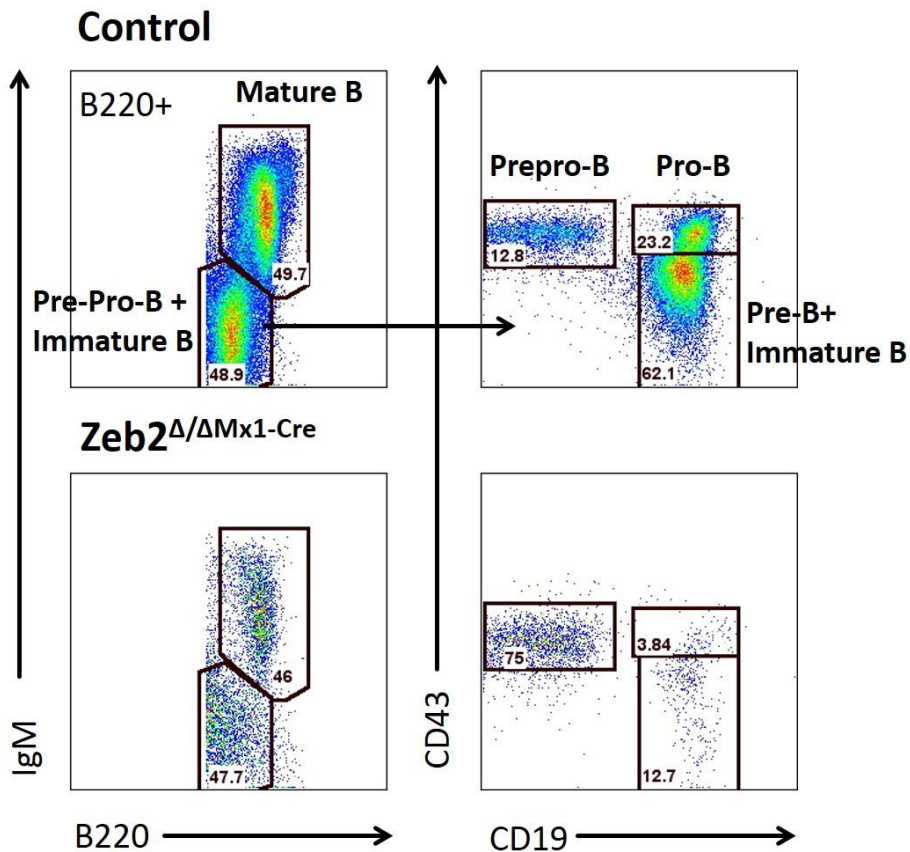 Control
B220+
Mature B
49.7
Pre-Pro-B +
Immature B
48.9
Prepro-B
Pro-B
12.8
23.2
Pre-B+
Immature B
62.1
Zeb2Δ/ΔMx1-Cre
46
47.7
75
3.84
12.7
IgM
CD43
B220
CD19